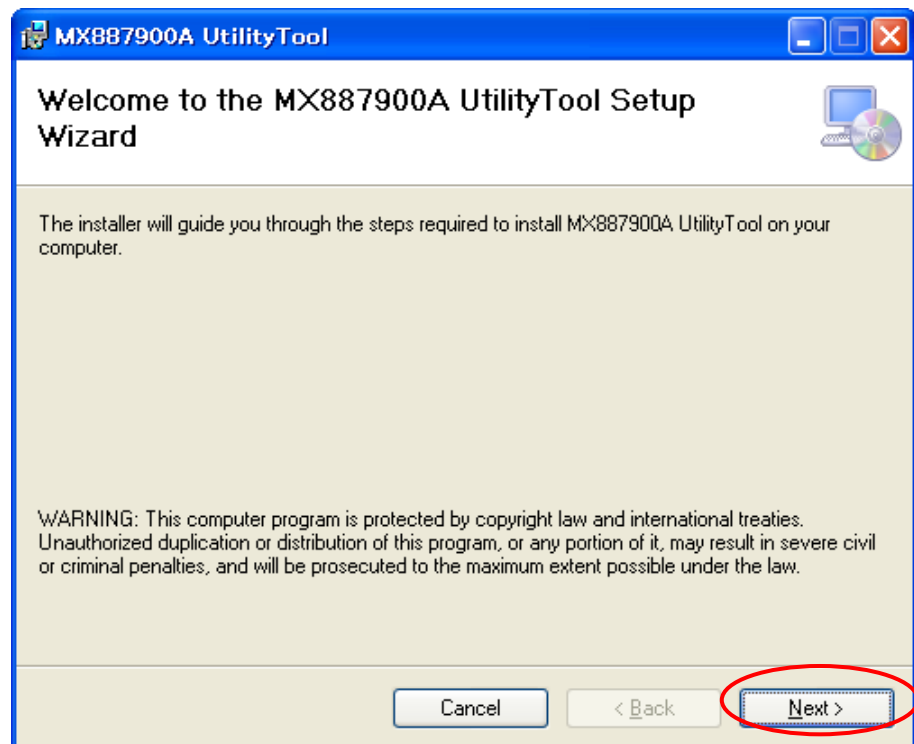 MX887900A UtilityTool
Welcome to the MX887900A UtilityTool Setup
Wizard
The installer will guide you through the steps required to install MX887900A UtilityTool on your
computer.
WARNING: This computer program is protected by copyright law and international treaties.
Unauthorized duplication or distribution of this program, or any portion of it, may result in severe civil
or criminal penalties, and will be prosecuted to the maximum extent possible under the law.
Cancel < Back Next >